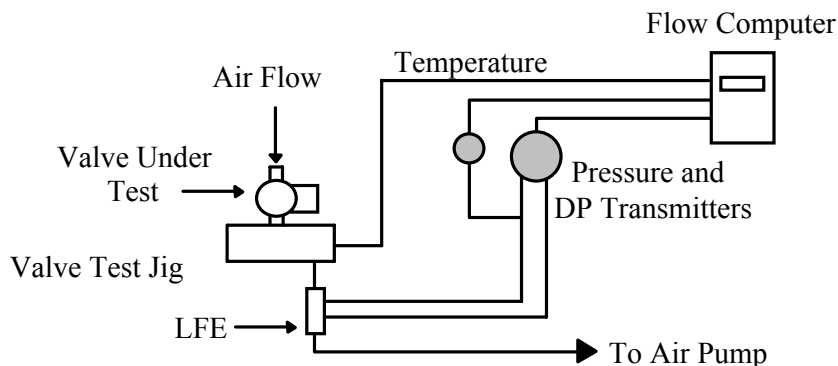 Flow Computer
Temperature
Air Flow
Valve Under
Test
Pressure and
DP Transmitters
Valve Test Jig
LFE
To Air Pump